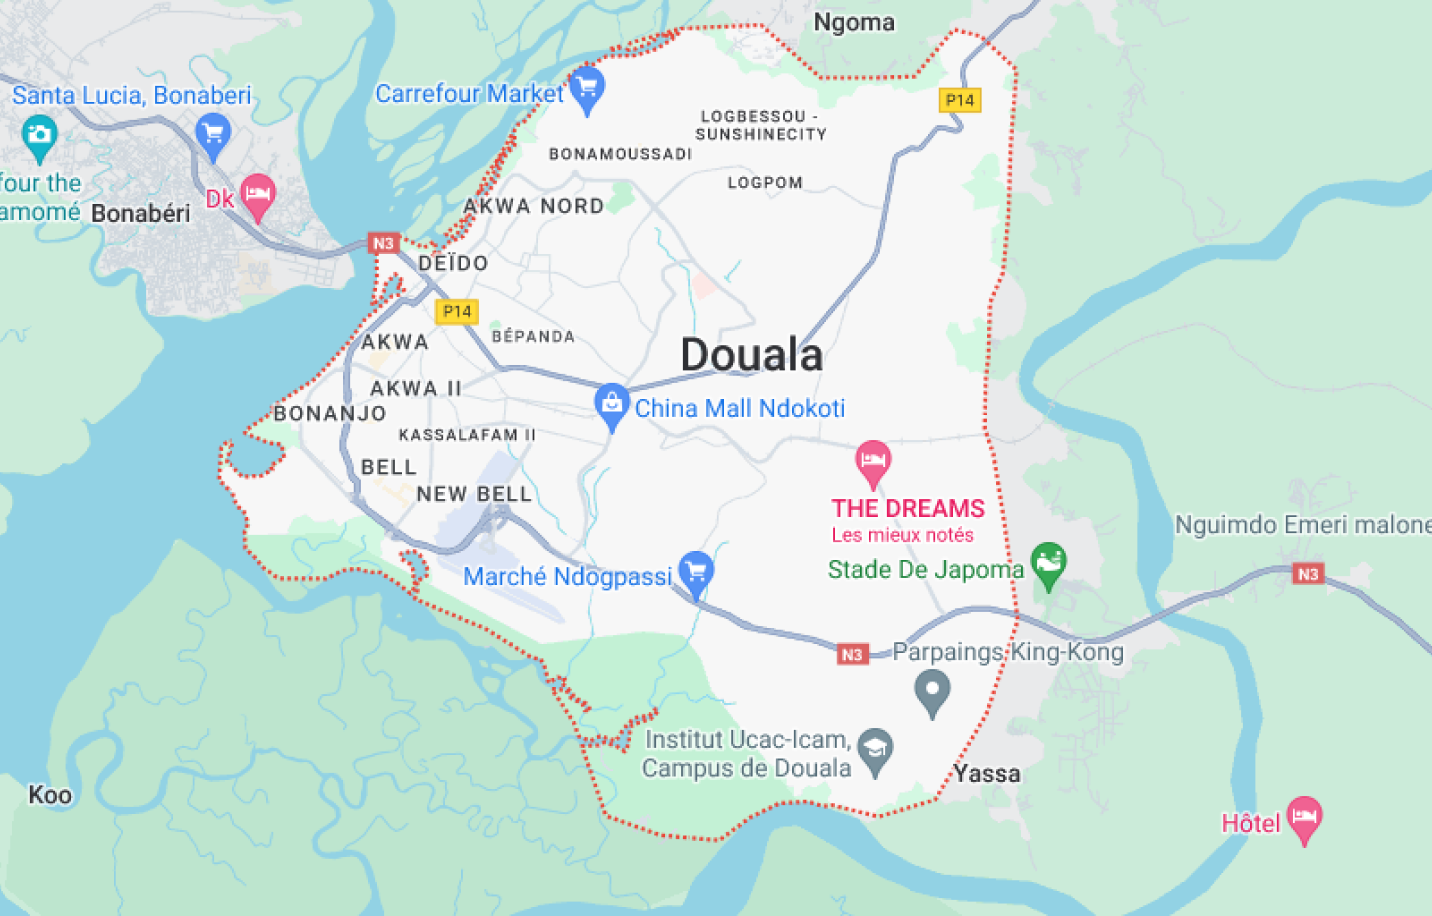 Ngoma
Santa Lucia, Bonaberi
Carrefour Market
P14
LOGBESSOU -
SUNSHINECITY
BONAMOUSSADI
four the
amomé
LOGPOM
Dk
Bonabéri
AKWA NORD
N3
DEÏDO
P14
BÉPANDA
AKWA
Douala
AKWA II
China Mall Ndokoti
BONANJO
KASSALAFAM II
BELL
NEW BELL
THE DREAMS
Les mieux notés
Nguimdo Emeri malone
Marché Ndogpassi
Stade De Japoma
N3
N3
Parpaings King-Kong
Institut Ucac-Icam,
Campus de Douala
Yassa
Koo
Hôtel